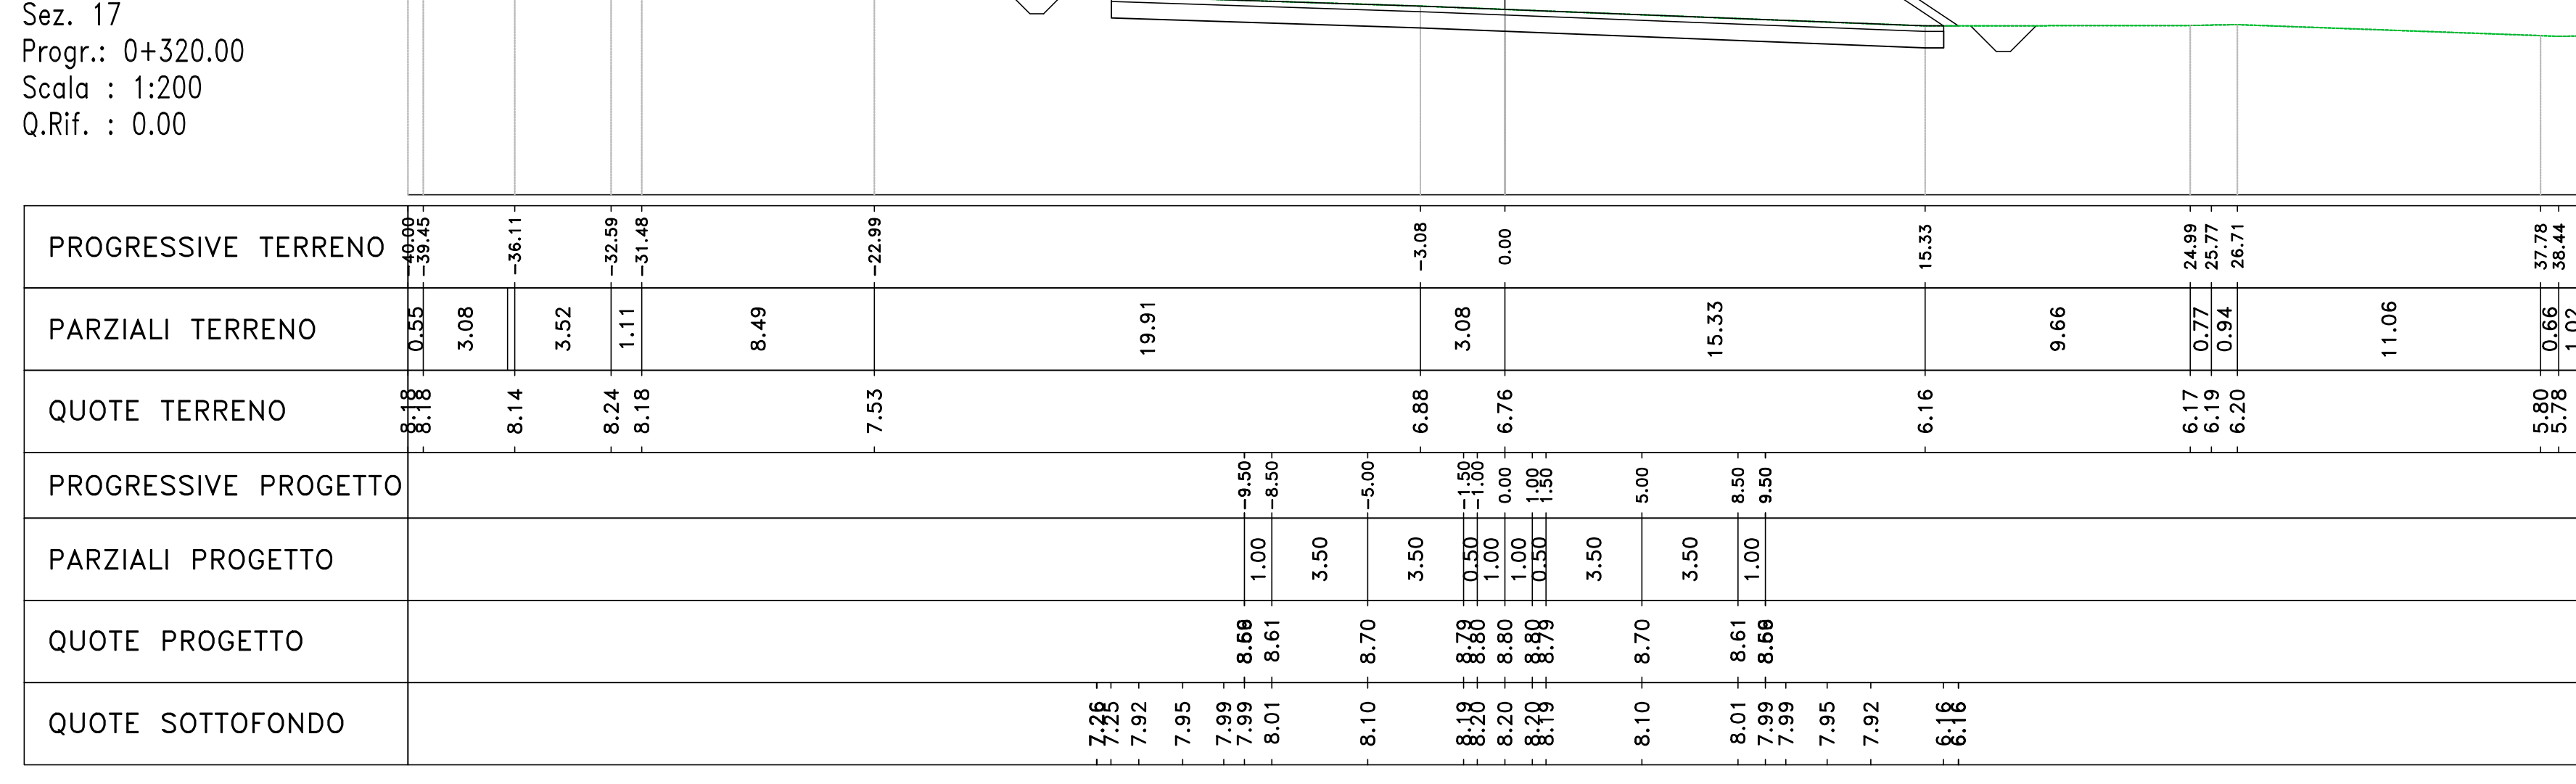 Sez. 17
Progr.: 0+320.00
Scala : 1:200
Q.Rif. : 0.00
PROGRESSIVE TERRENO -40.00 -39.45 -36.11 -32.59 -31.48 -22.99 -3.08 0.00 15.33 24.99 25.77 26.71 37.78 38.44
PARZIALI TERRENO 0.55 3.08 3.52 1.11 8.49 19.91 3.08 15.33 9.66 0.77 0.94 11.06 0.66 1.02
QUOTE TERRENO 8.18 8.18 8.14 8.24 8.18 7.53 6.88 6.76 6.16 6.17 6.19 6.20 5.80 5.78
PROGRESSIVE PROGETTO -9.50 -8.50 -5.00 -1.50 -1.00 0.00 1.00 1.50 5.00 8.50 9.50
PARZIALI PROGETTO 1.00 3.50 3.50 0.50 1.00 1.00 0.50 3.50 3.50 1.00
QUOTE PROGETTO 8.61 8.70 8.79 8.80 8.80 8.80 8.79 8.70 8.61
QUOTE SOTTOFONDO 7.26 7.25 7.92 7.95 7.99 7.99 8.01 8.10 8.19 8.20 8.20 8.20 8.19 8.10 8.01 7.99 7.99 7.95 7.92 6.16 6.16